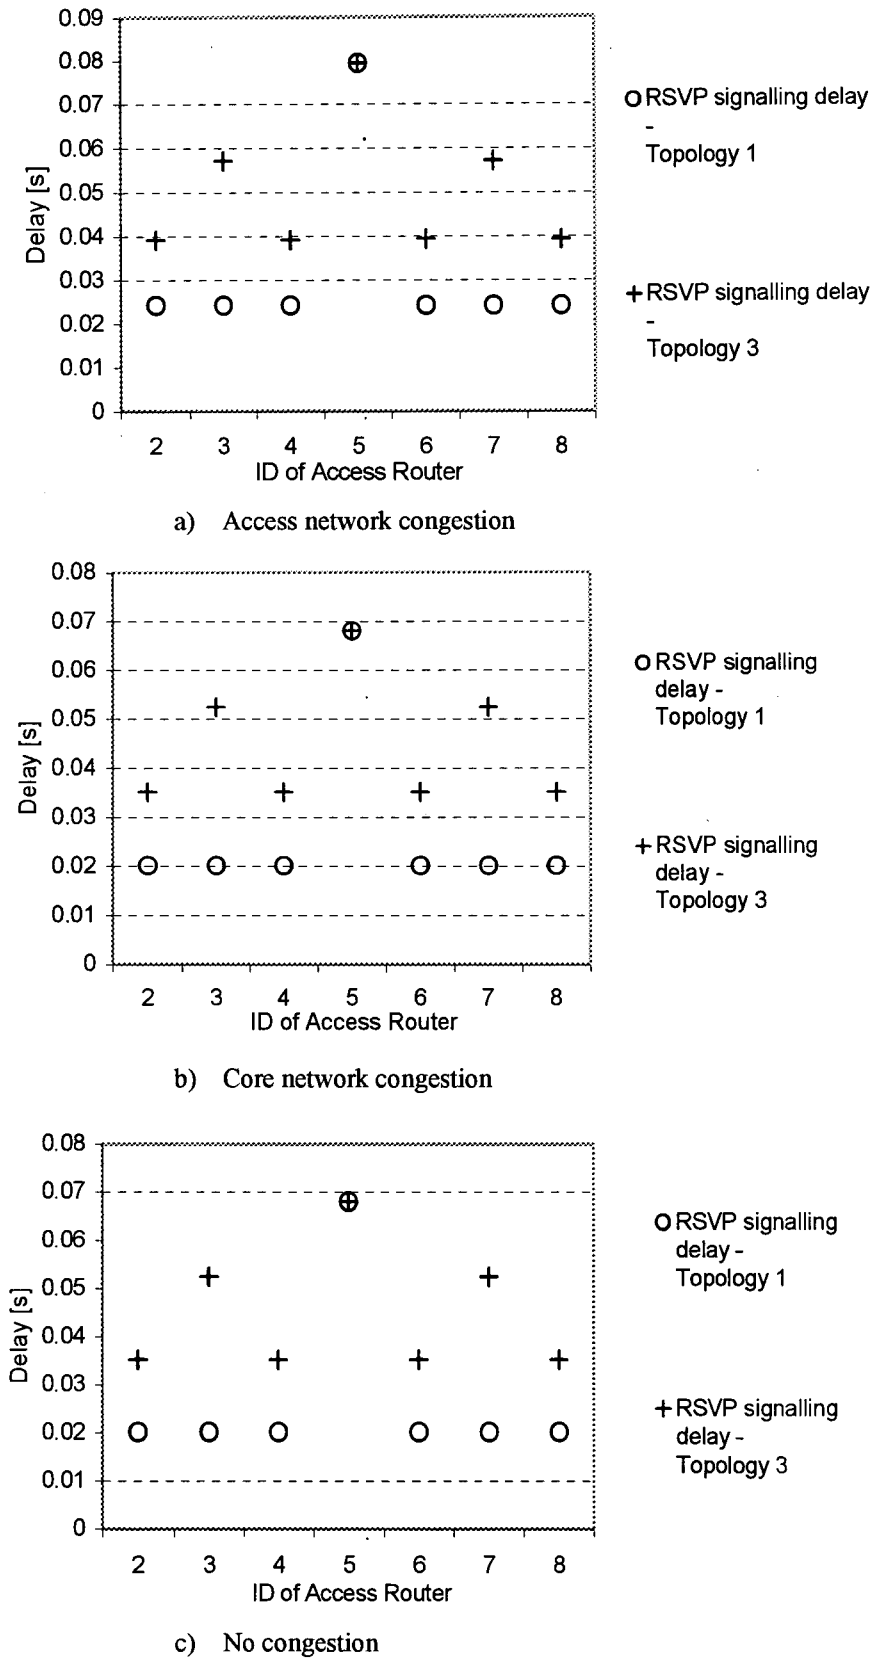 0.09
0.08
0.07
0.06
0.05
0.04
0.03
0.02
0.01
0
Delay [s]
2 3 4 5 6 7 8
ID of Access Router
RSVP signalling delay
-
Topology 1
RSVP signalling delay
-
Topology 3
a) Access network congestion
0.08
0.07
0.06
0.05
0.04
0.03
0.02
0.01
0
Delay [s]
2 3 4 5 6 7 8
ID of Access Router
RSVP signalling
delay -
Topology 1
RSVP signalling
delay -
Topology 3
b) Core network congestion
0.08
0.07
0.06
0.05
0.04
0.03
0.02
0.01
0
Delay [s]
2 3 4 5 6 7 8
ID of Access Router
RSVP signalling
delay -
Topology 1
RSVP signalling
delay -
Topology 3
c) No congestion